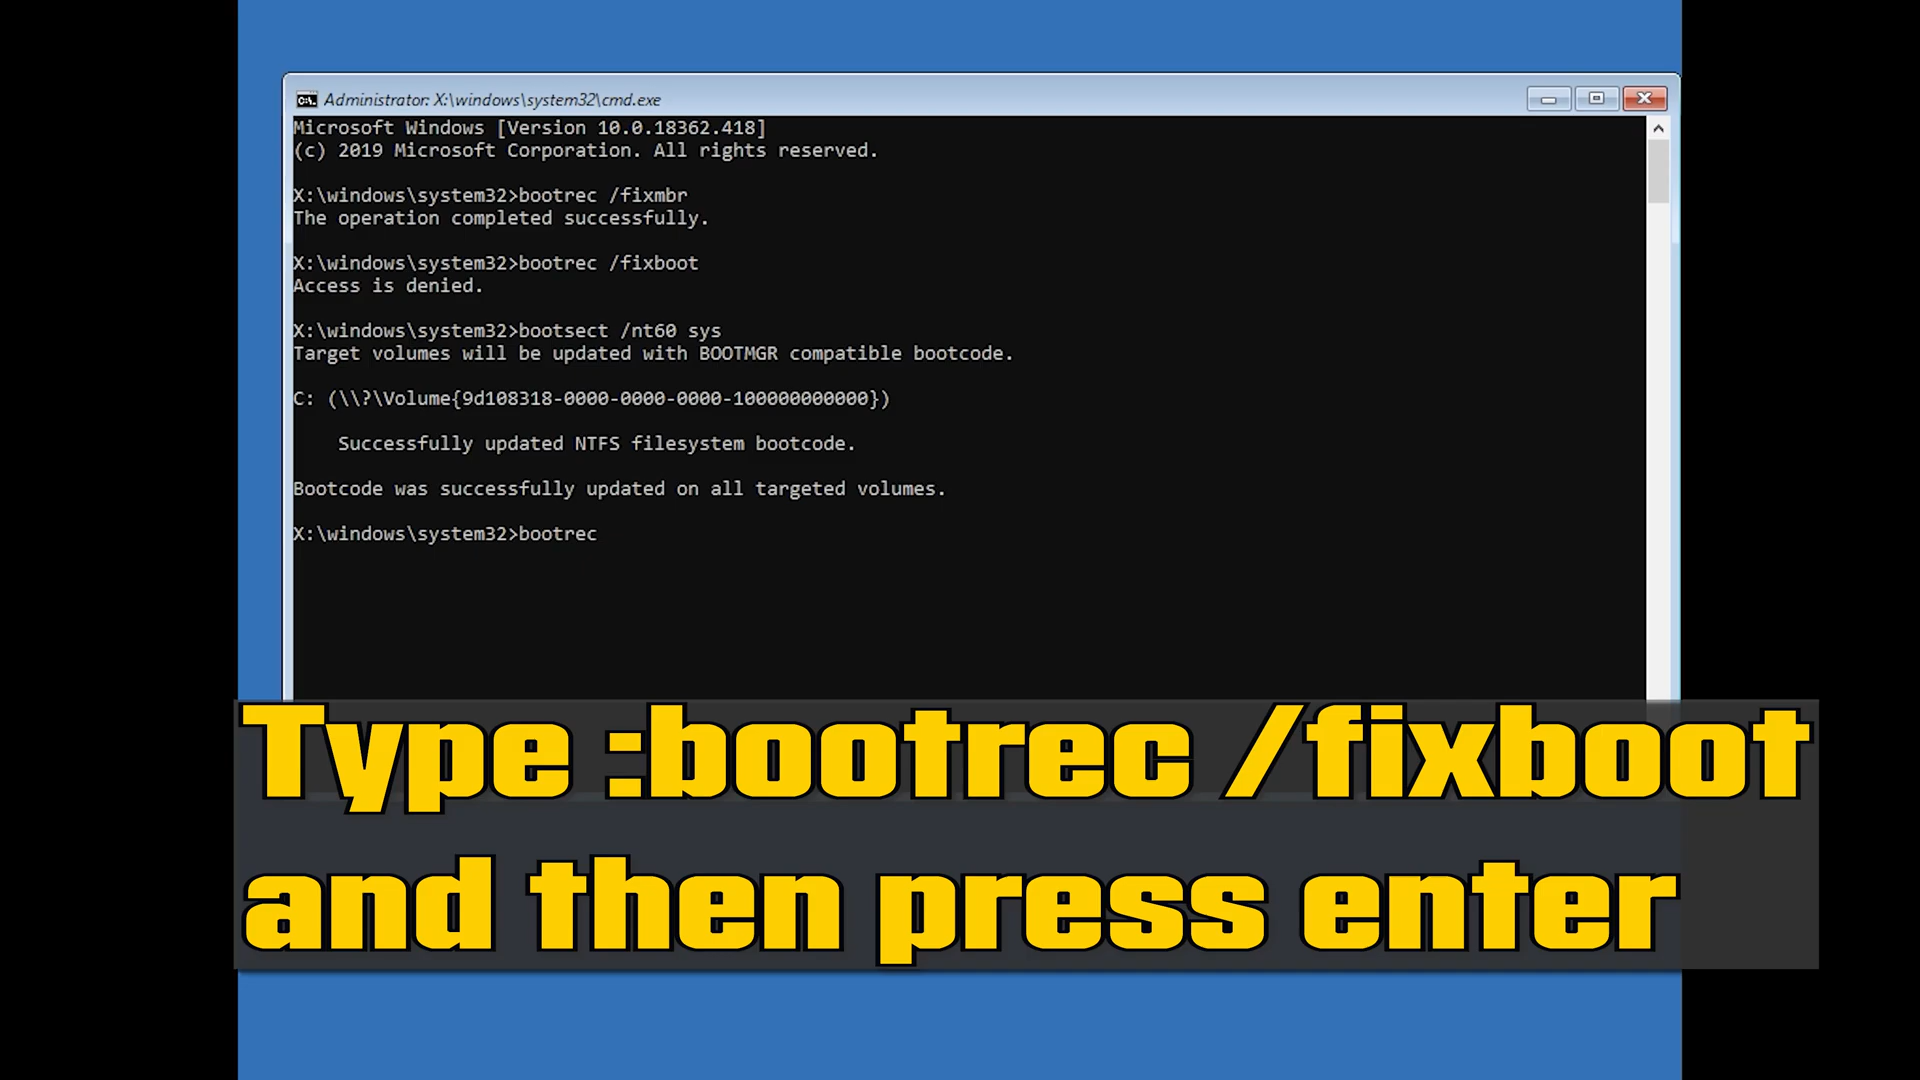 Administrator: X:\windows\system32\cmd.exe
Microsoft Windows [Version 10.0.18362.418]
(c) 2019 Microsoft Corporation. All rights reserved.
X:\windows\system32>bootrec /fixmbr
The operation completed successfully.
X:\windows\system32>bootrec /fixboot
Access is denied.
X:\windows\system32>bootsect /nt60 sys
Target volumes will be updated with BOOTMGR compatible bootcode.
C: (\\?\Volume{9d108318-0000-0000-0000-100000000000})
Successfully updated NTFS filesystem bootcode.
Bootcode was successfully updated on all targeted volumes.
X:\windows\system32>bootrec
Type :bootrec /fixboot
and then press enter